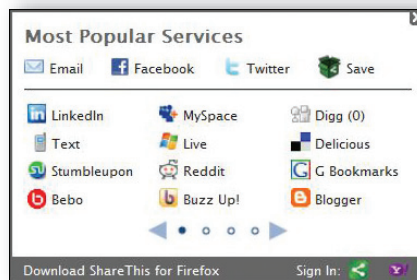 Most Popular Services
Email Facebook Twitter Save
LinkedIn MySpace Digg (0)
Text Live Delicious
Stumbleupon Reddit G Bookmarks
Bebo Buzz Up! Blogger
Download ShareThis for Firefox Sign In: